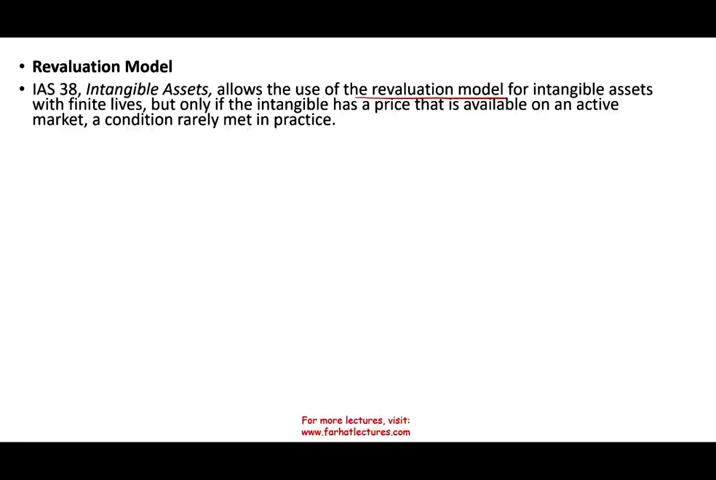 • Revaluation Model
• IAS 38, Intangible Assets, allows the use of the revaluation model for intangible assets
with finite lives, but only if the intangible has a price that is available on an active
market, a condition rarely met in practice.
For more lectures, visit:
www.farhatlectures.com